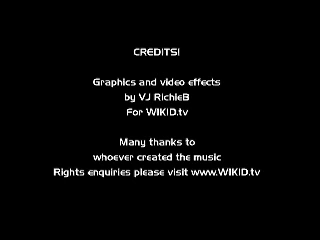 CREDITS!
Graphics and video effects
by VJ RichieB
For WIKID.tv
Many thanks to
whoever created the music
Rights enquiries please visit www.WIKID.tv